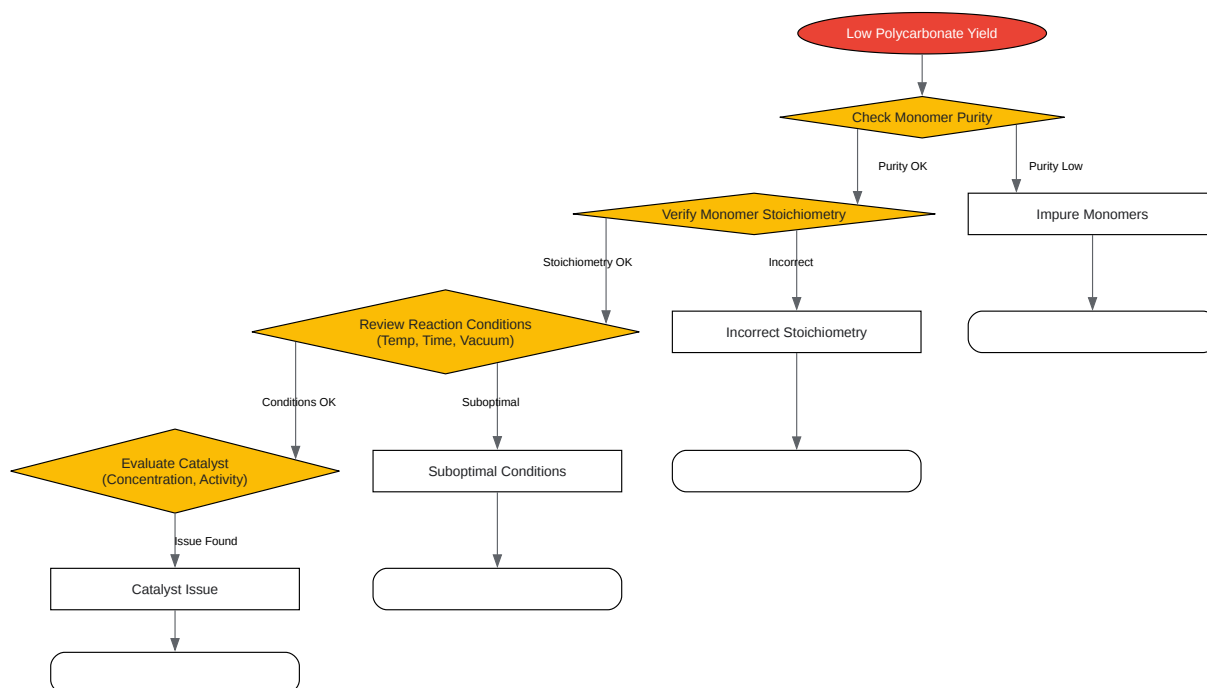 Low Polycarbonate Yield
Check Monomer Purity
Purity OK
Purity Low
Verify Monomer Stoichiometry
Impure Monomers
Stoichiometry OK
Incorrect
Review Reaction Conditions
(Temp, Time, Vacuum)
Incorrect Stoichiometry
Conditions OK
Suboptimal
Evaluate Catalyst
(Concentration, Activity)
Suboptimal Conditions
Issue Found
Catalyst Issue